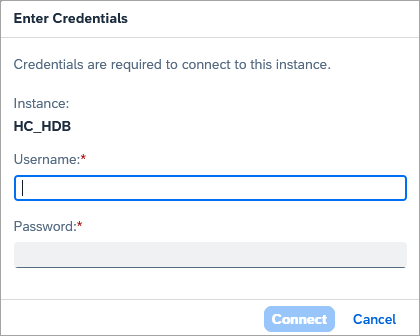 Enter Credentials
Credentials are required to connect to this instance.
Instance:
HC_HDB
Username:*
Password:*
Connect Cancel